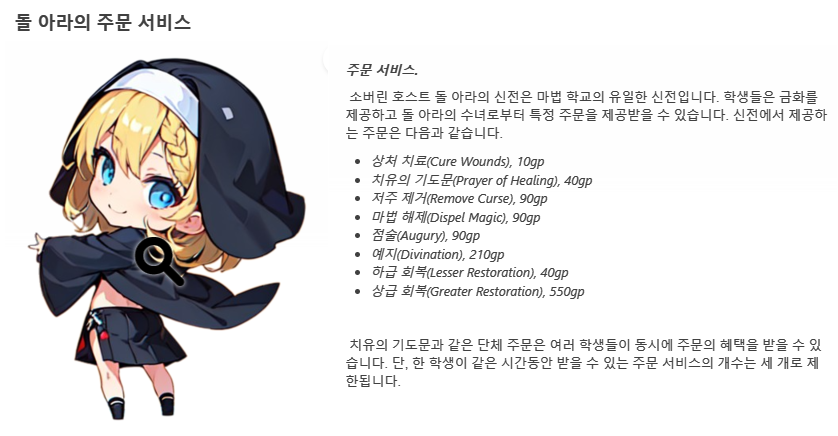 돌 아라의 주문 서비스
주문 서비스.
소버린 호스트 돌 아라의 신전은 마법 학교의 유일한 신전입니다. 학생들은 금화를
제공하고 돌 아라의 수녀로부터 특정 주문을 제공받을 수 있습니다. 신전에서 제공하
는 주문은 다음과 같습니다.
• 상처 치료(Cure Wounds), 10gp
• 치유의 기도문(Prayer of Healing), 40gp
• 저주 제거(Remove Curse), 90gp
• 마법 해제(Dispel Magic), 90gp
• 점술(Augury), 90gp
• 예지(Divination), 210gp
• 하급 회복(Lesser Restoration), 40gp
• 상급 회복(Greater Restoration), 550gp
치유의 기도문과 같은 단체 주문은 여러 학생들이 동시에 주문의 혜택을 받을 수 있
습니다. 단, 한 학생이 같은 시간동안 받을 수 있는 주문 서비스의 개수는 세 개로 제
한됩니다.